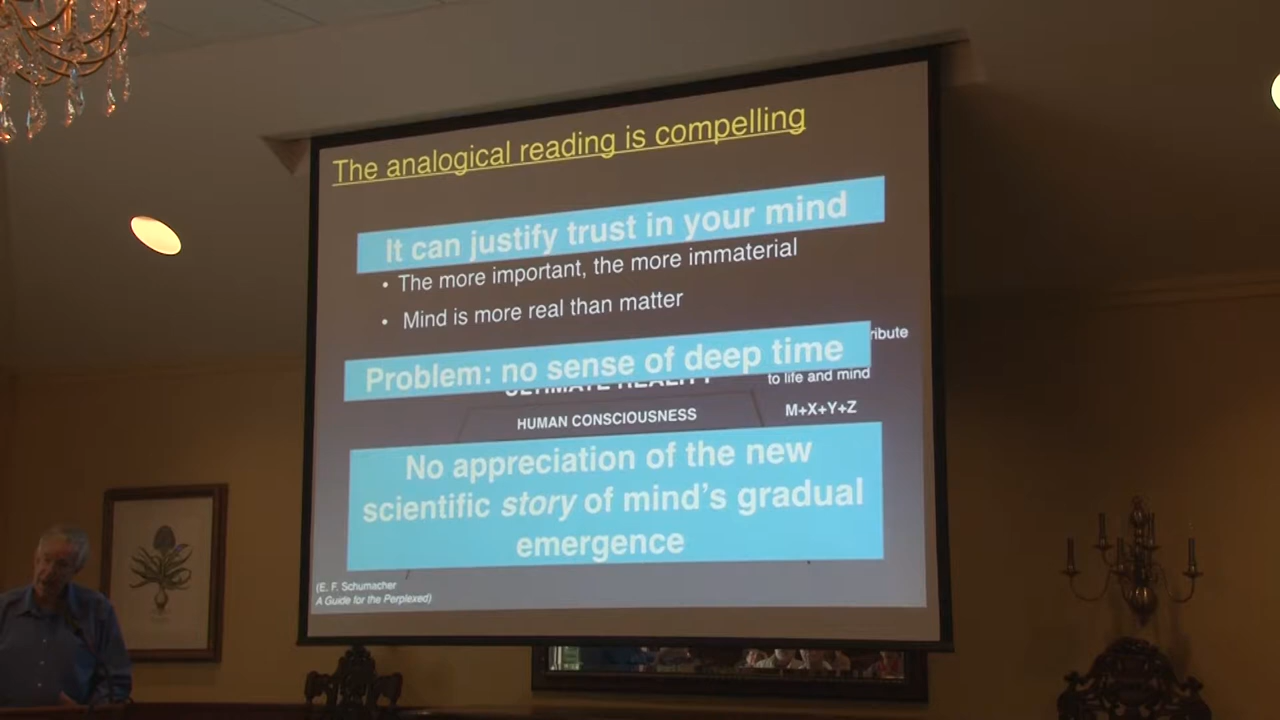 The analogical reading is compelling
It can justify trust in your mind
• The more important, the more immaterial
• Mind is more real than matter
ribute
Problem: no sense of deep time
ULTIMATE REALITY
to life and mind
HUMAN CONSCIOUSNESS
M+X+Y+Z
No appreciation of the new
scientific story of mind's gradual
emergence
(E. F. Schumacher
A Guide for the Perplexed)